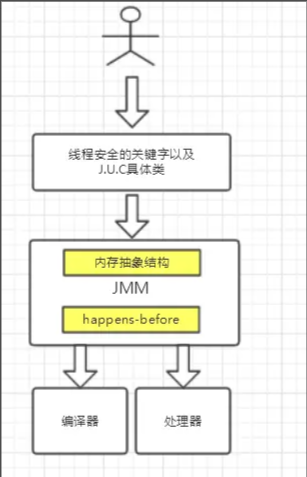 线程安全的关键字以及
J.U.C具体类
内存抽象结构
JMM
happens-before
编译器
处理器